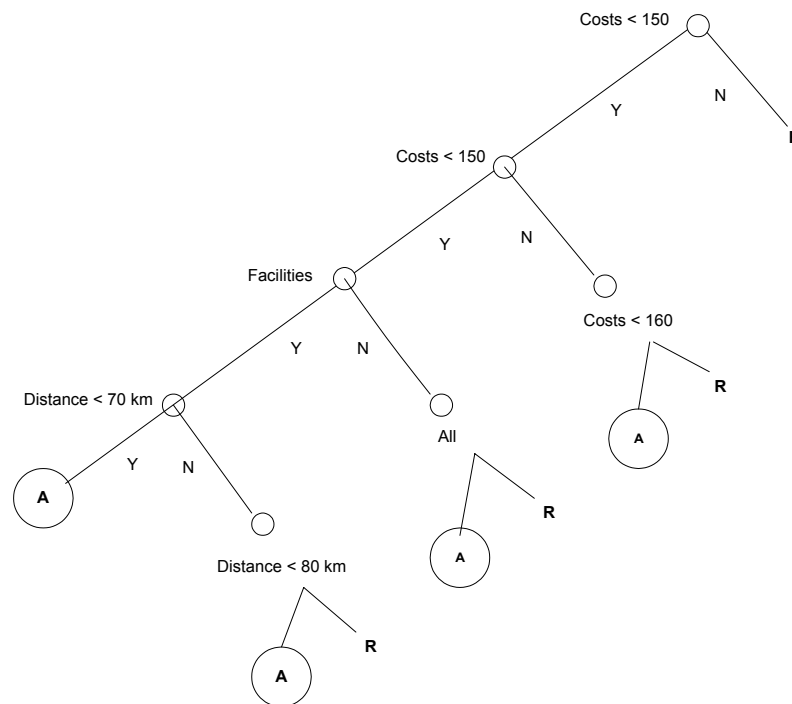 Costs < 150
Y
N
Costs < 150
Y
N
Facilities
Costs < 160
Y
N
R
Distance < 70 km
All
A
Y
N
A
R
A
Distance < 80 km
R
A